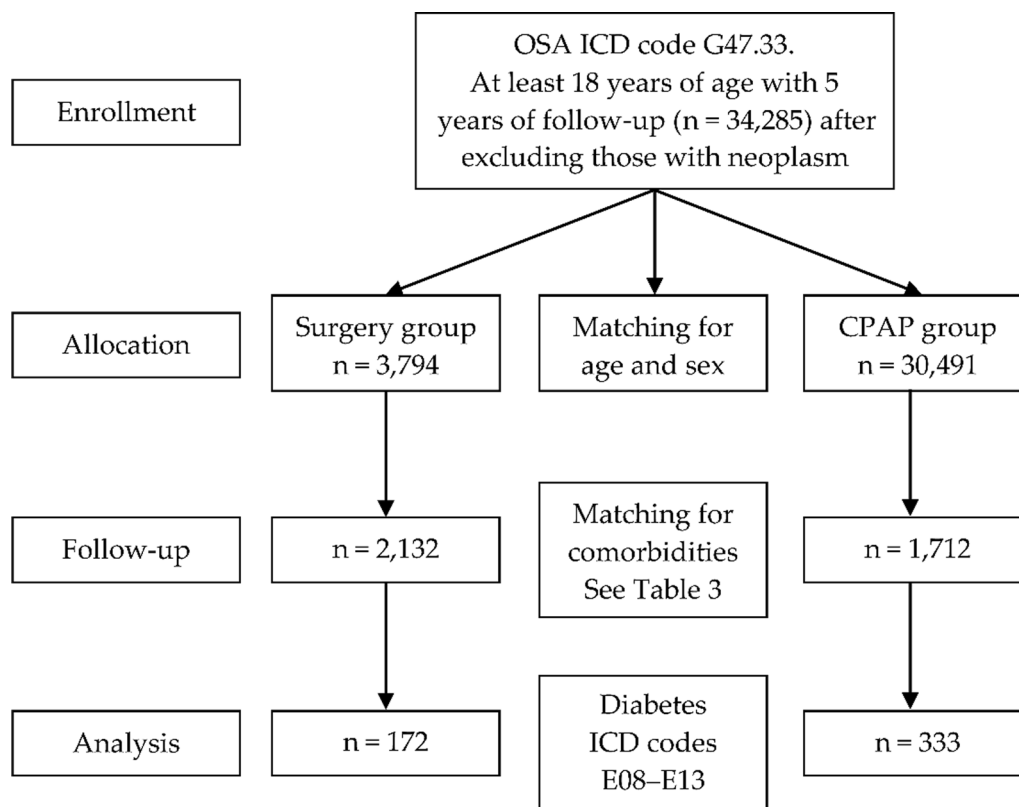 Enrollment
OSA ICD code G47.33.
At least 18 years of age with 5
years of follow-up (n = 34,285) after
excluding those with neoplasm
Allocation
Surgery group
n = 3,794
Matching for
age and sex
CPAP group
n = 30,491
Follow-up
n = 2,132
Matching for
comorbidities
See Table 3
n = 1,712
Analysis
n = 172
Diabetes
ICD codes
E08–E13
n = 333